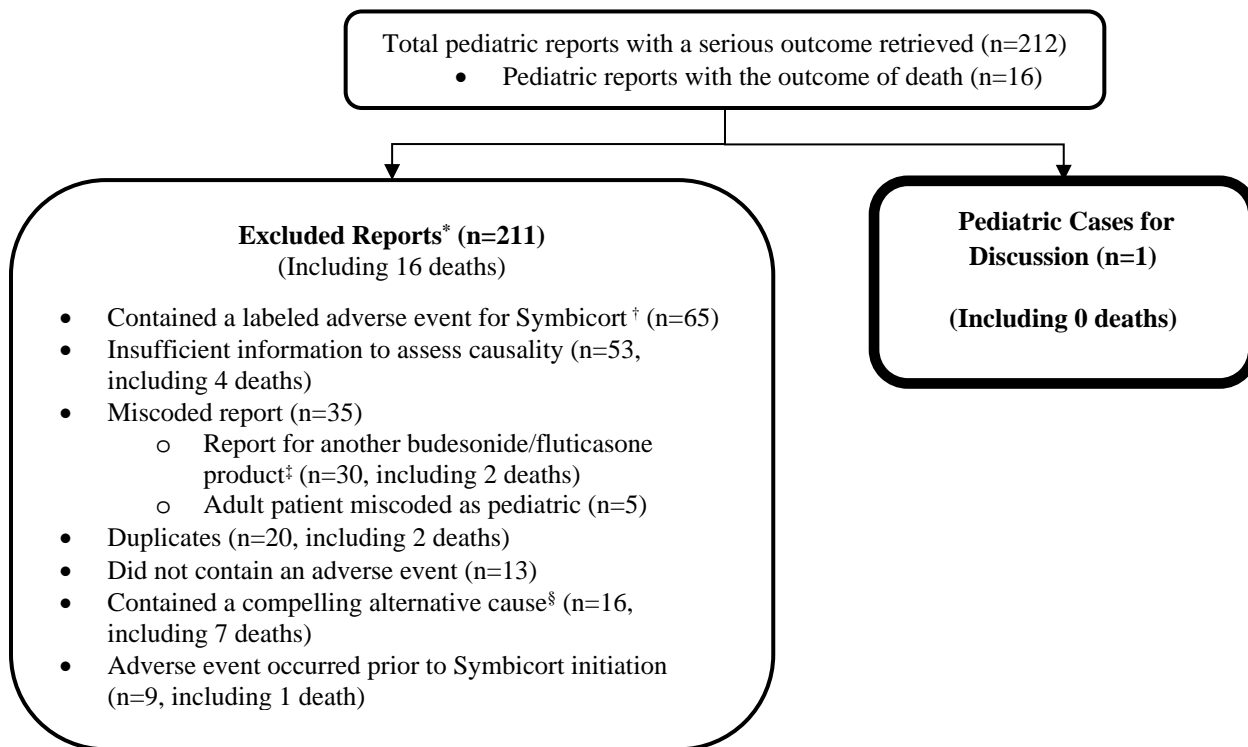 Total pediatric reports with a serious outcome retrieved (n=212)
• Pediatric reports with the outcome of death (n=16)
Excluded Reports* (n=211)
(Including 16 deaths)
• Contained a labeled adverse event for Symbicort † (n=65)
• Insufficient information to assess causality (n=53,
including 4 deaths)
• Miscoded report (n=35)
o Report for another budesonide/fluticasone
product‡ (n=30, including 2 deaths)
o Adult patient miscoded as pediatric (n=5)
• Duplicates (n=20, including 2 deaths)
• Did not contain an adverse event (n=13)
• Contained a compelling alternative cause§ (n=16,
including 7 deaths)
• Adverse event occurred prior to Symbicort initiation
(n=9, including 1 death)
Pediatric Cases for
Discussion (n=1)
(Including 0 deaths)